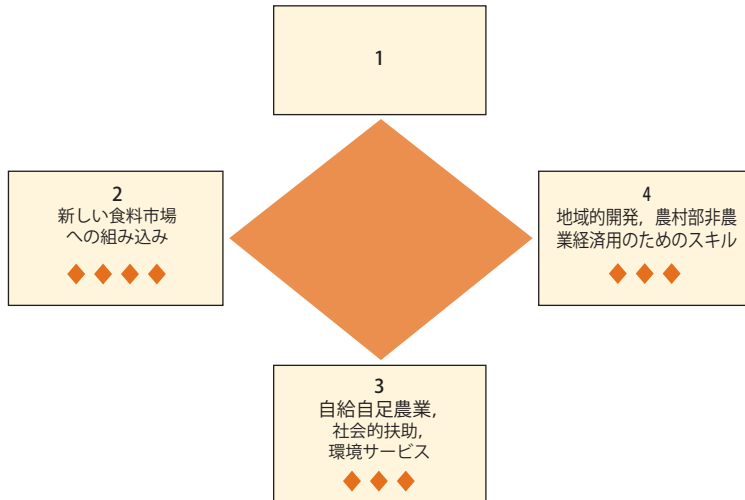 1
2
新しい食料市場
への組み込み
4
地域的開発，農村部非農
業経済用のためのスキル
3
自給自足農業，
社会的扶助，
環境サービス